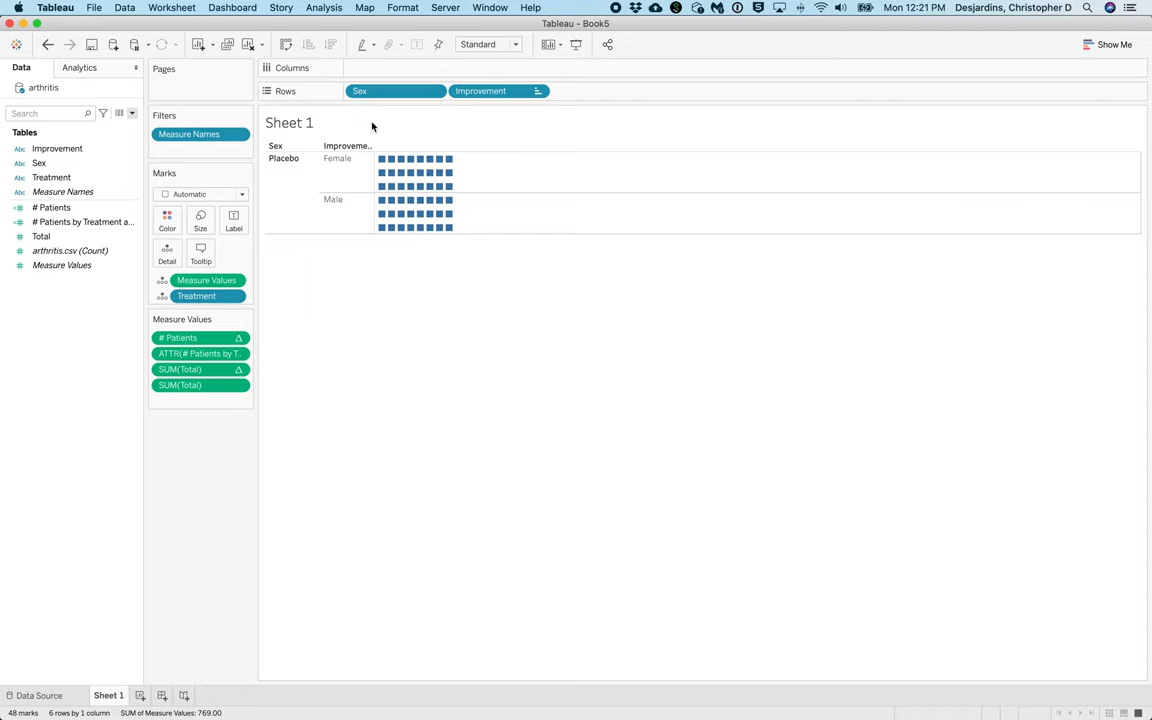 Tableau File Data Worksheet Dashboard Story Analysis Map Format Server Window Help Mon 12:21 PM Desjardins, Christopher D
Tableau - Book5
Standard Show Me
Data Analytics
arthritis
Search
Tables
Abc Improvement
Abc Sex
Abc Treatment
Abc Measure Names
# Patients
# Patients by Treatment a...
Total
arthritis.csv (Count)
Measure Values
Pages
Filters
Measure Names
Marks
Automatic
Color Size Label
Detail Tooltip
Measure Values
Treatment
Measure Values
# Patients
ATTR(# Patients by T..
SUM(Total)
SUM(Total)
Columns
Rows Sex Improvement
Sheet 1
Sex Improveme..
Placebo Female
Male
Data Source Sheet 1
48 marks 6 rows by 1 column SUM of Measure Values: 769.00